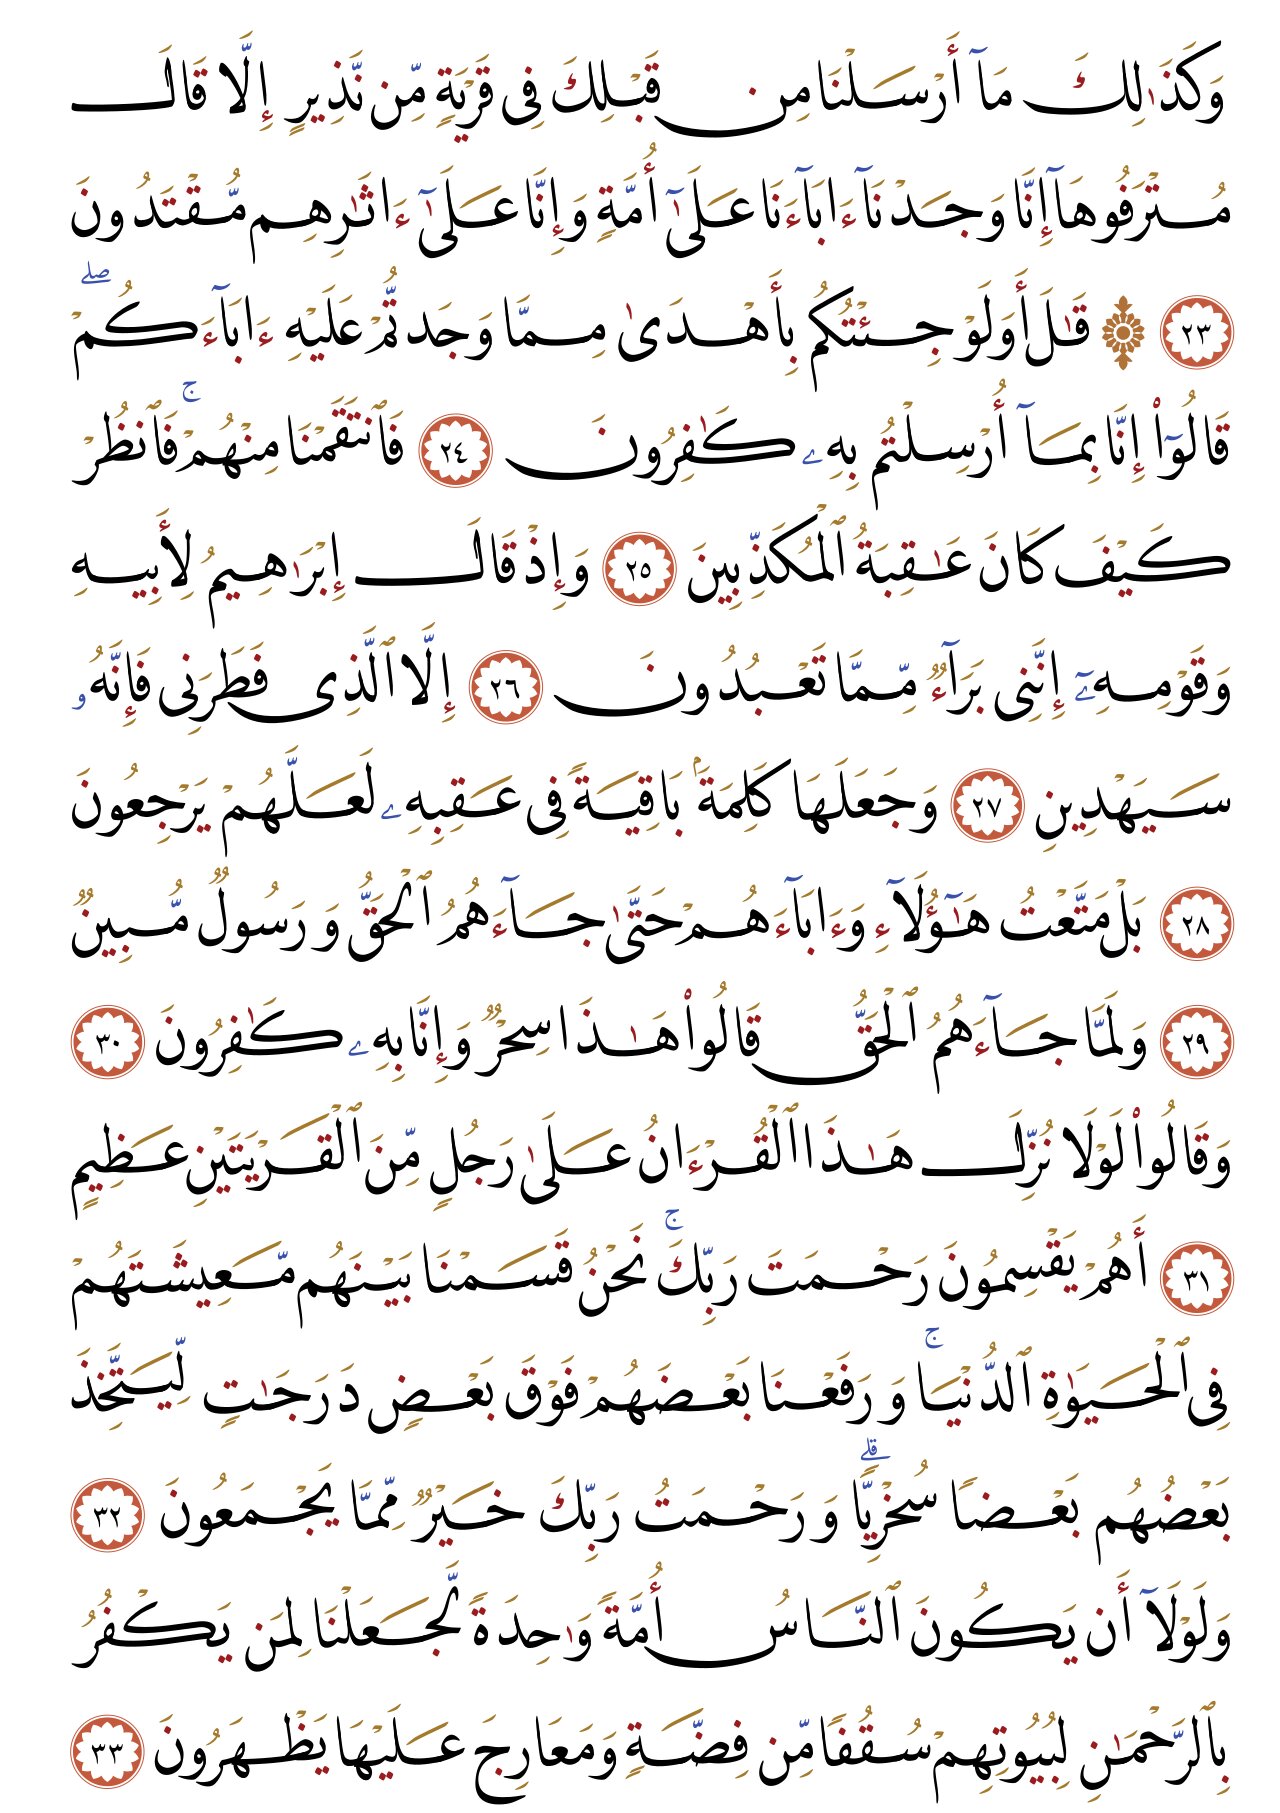 وَكَذَٰلِكَ مَآ أَرْسَلْنَا مِن قَبْلِكَ فِى قَرْيَةٍ مِّن نَّذِيرٍ إِلَّا قَالَ
مُتْرَفُوهَآ إِنَّا وَجَدْنَآ ءَابَآءَنَا عَلَىٰٓ أُمَّةٍ وَإِنَّا عَلَىٰٓ ءَاثَٰرِهِم مُّقْتَدُونَ
٢٣ ۞ قَٰلَ أَوَلَوْ جِئْتُكُم بِأَهْدَىٰ مِمَّا وَجَدتُّمْ عَلَيْهِ ءَابَآءَكُمْ ۖ
قَالُوٓا۟ إِنَّا بِمَآ أُرْسِلْتُم بِهِۦ كَٰفِرُونَ ٢٤ فَٱنتَقَمْنَا مِنْهُمْ ۚ فَٱنظُرْ
كَيْفَ كَانَ عَٰقِبَةُ ٱلْمُكَذِّبِينَ ٢٥ وَإِذْ قَالَ إِبْرَٰهِيمُ لِأَبِيهِ
وَقَوْمِهِۦٓ إِنَّنِى بَرَآءٌ مِّمَّا تَعْبُدُونَ ٢٦ إِلَّا ٱلَّذِى فَطَرَنِى فَإِنَّهُۥ
سَيَهْدِينِ ٢٧ وَجَعَلَهَا كَلِمَةًۢ بَاقِيَةً فِى عَقِبِهِۦ لَعَلَّهُمْ يَرْجِعُونَ
٢٨ بَلْ مَتَّعْتُ هَٰٓؤُلَآءِ وَءَابَآءَهُمْ حَتَّىٰ جَآءَهُمُ ٱلْحَقُّ وَرَسُولٌ مُّبِينٌ
٢٩ وَلَمَّا جَآءَهُمُ ٱلْحَقُّ قَالُوا۟ هَٰذَا سِحْرٌ وَإِنَّا بِهِۦ كَٰفِرُونَ ٣٠
وَقَالُوا۟ لَوْلَا نُزِّلَ هَٰذَا ٱلْقُرْءَانُ عَلَىٰ رَجُلٍ مِّنَ ٱلْقَرْيَتَيْنِ عَظِيمٍ
٣١ أَهُمْ يَقْسِمُونَ رَحْمَتَ رَبِّكَ ۚ نَحْنُ قَسَمْنَا بَيْنَهُم مَّعِيشَتَهُمْ
فِى ٱلْحَيَوٰةِ ٱلدُّنْيَا ۚ وَرَفَعْنَا بَعْضَهُمْ فَوْقَ بَعْضٍ دَرَجَٰتٍ لِّيَتَّخِذَ
بَعْضُهُم بَعْضًا سُخْرِيًّا ۗ وَرَحْمَتُ رَبِّكَ خَيْرٌ مِّمَّا يَجْمَعُونَ ٣٢
وَلَوْلَآ أَن يَكُونَ ٱلنَّاسُ أُمَّةً وَٰحِدَةً لَّجَعَلْنَا لِمَن يَكْفُرُ
بِٱلرَّحْمَٰنِ لِبُيُوتِهِمْ سُقُفًا مِّن فِضَّةٍ وَمَعَارِجَ عَلَيْهَا يَظْهَرُونَ ٣٣